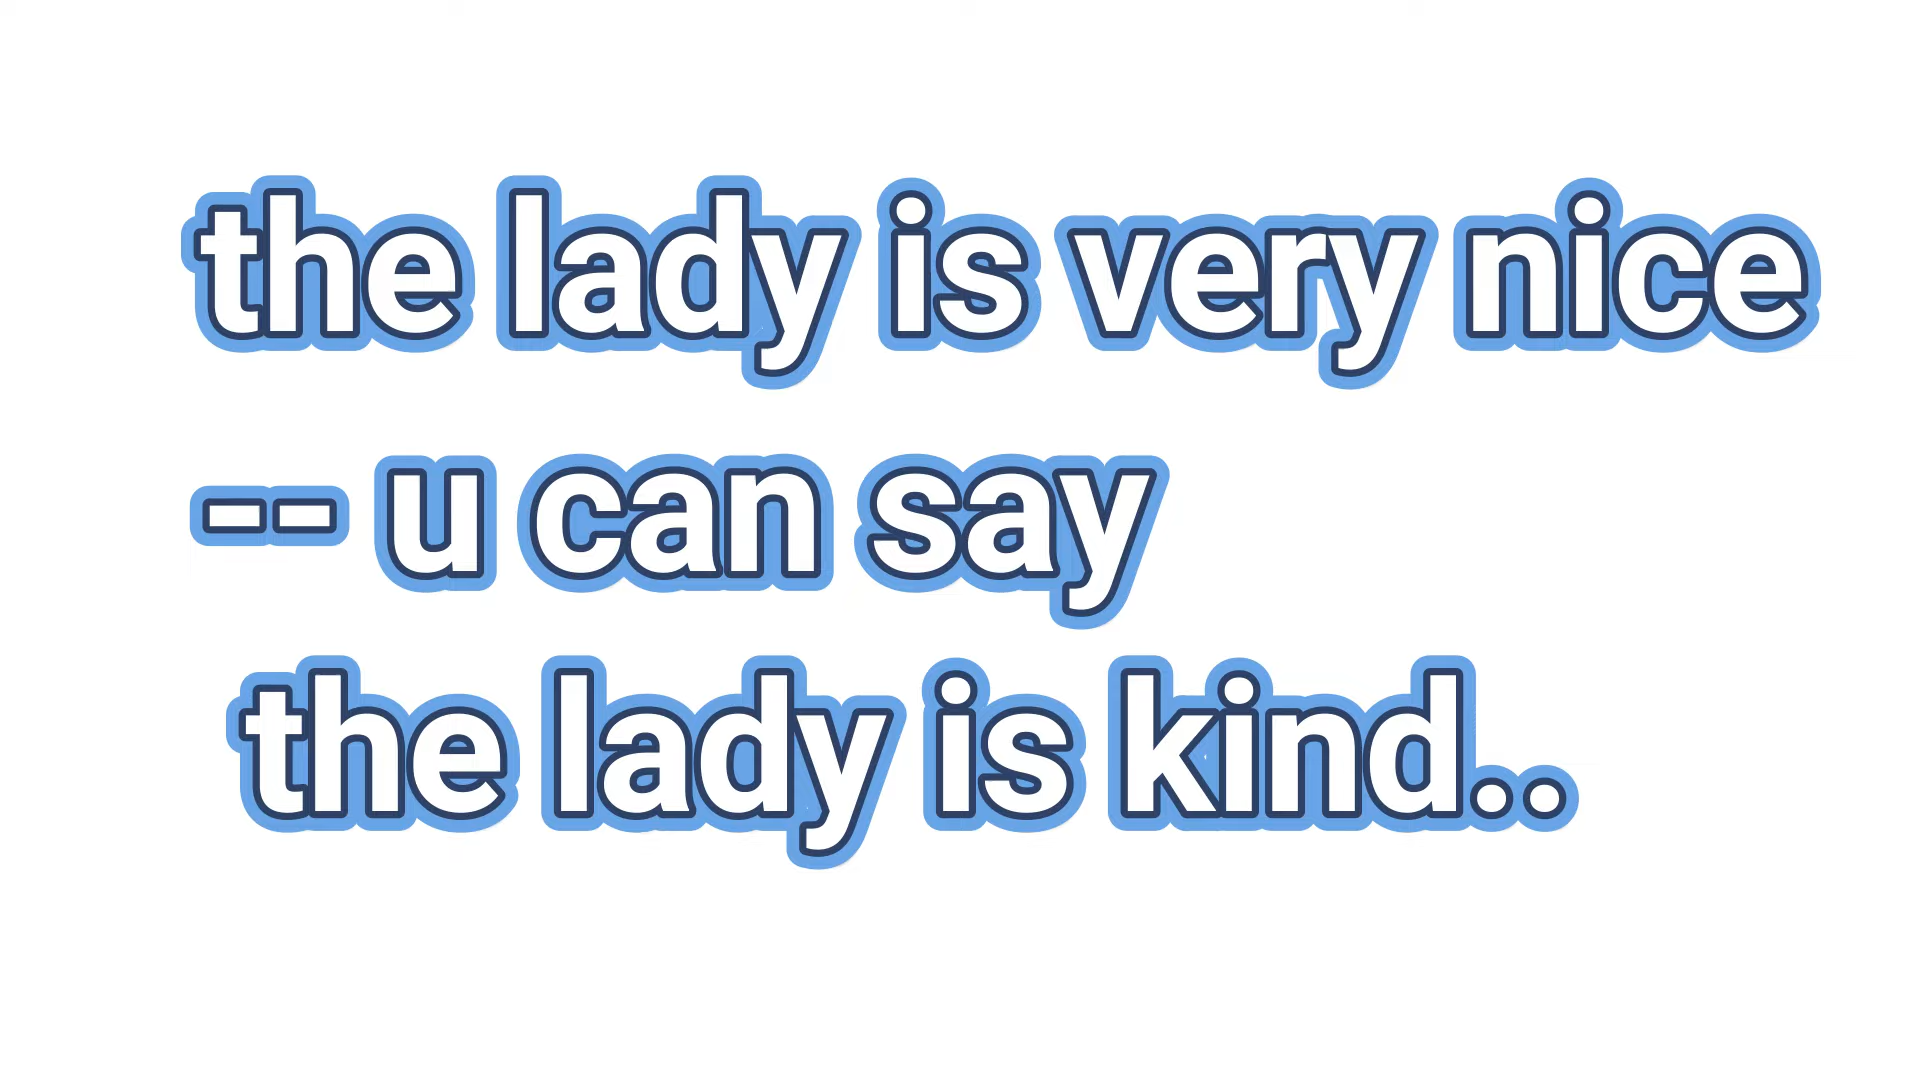 the lady is very nice
-- u can say
the lady is kind..